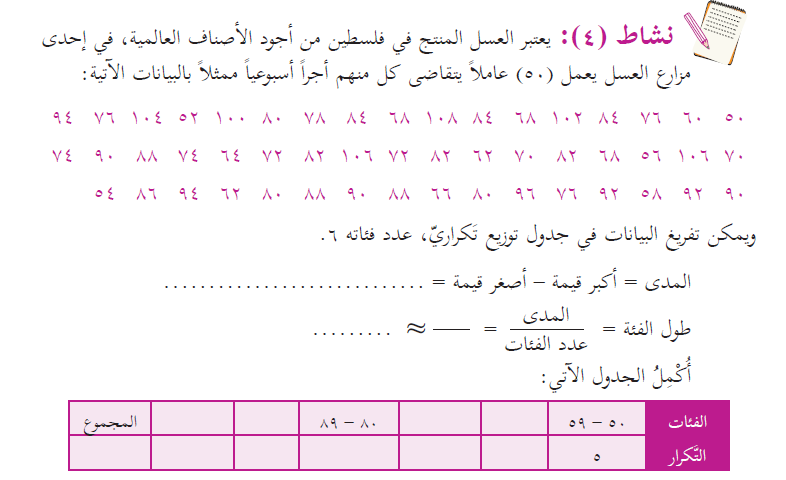 نشاط (٤): يعتبر العسل المنتج في فلسطين من أجود الأصناف العالمية، في إحدى
مزارع العسل يعمل (٥٠) عاملاً يتقاضى كل منهم أجراً أسبوعياً ممثلاً بالبيانات الآتية:
٥٠ ٦٠ ٧٦ ٨٤ ١٠٢ ٦٨ ٨٤ ١٠٨ ٦٨ ٨٤ ٧٨ ٨٠ ١٠٠ ٥٢ ١٠٤ ٧٦ ٩٤
٧٠ ١٠٦ ٥٦ ٦٨ ٨٢ ٧٠ ٦٢ ٨٢ ٧٢ ١٠٦ ٨٢ ٧٢ ٦٤ ٧٤ ٨٨ ٩٠ ٧٤
٩٠ ٩٢ ٥٨ ٩٢ ٧٦ ٩٦ ٨٠ ٦٦ ٨٨ ٩٠ ٨٨ ٨٠ ٦٢ ٩٤ ٨٦ ٥٤
ويمكن تفريغ البيانات في جدول توزيع تَكراريّ، عدد فئاته ٦.
المدى = أكبر قيمة – أصغر قيمة = .............................
طول الفئة = المدى / عدد الفئات = —— ≈ .........
أُكْمِلُ الجدول الآتي:
الفئات ٥٠ – ٥٩ ٨٠ – ٨٩ المجموع
التَّكرار ٥